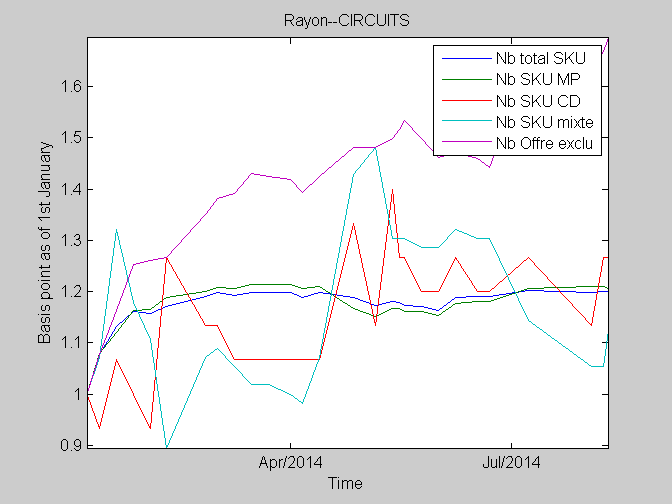 Rayon--CIRCUITS
Basis point as of 1st January
1.6
1.5
1.4
1.3
1.2
1.1
1
0.9
Nb total SKU
Nb SKU MP
Nb SKU CD
Nb SKU mixte
Nb Offre exclu
Apr/2014
Jul/2014
Time